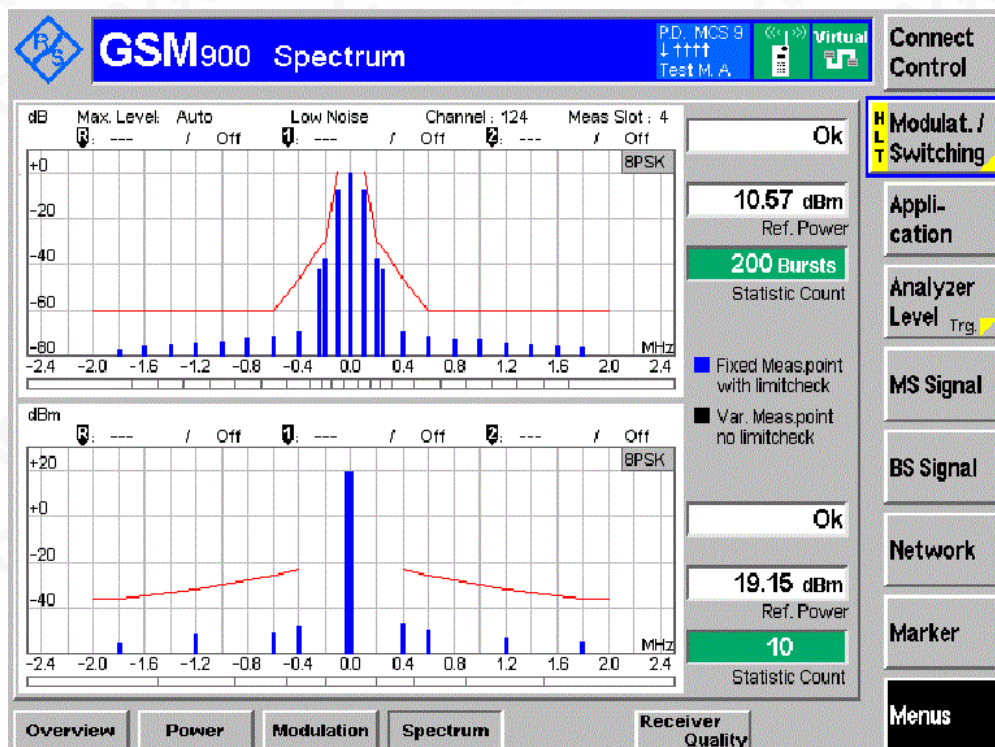 R/S
GSM900 Spectrum
P.D. MCS 9
↓ ↑↑↑↑
Test M. A.
Virtual
Connect Control
dB Max. Level: Auto Low Noise Channel : 124 Meas Slot : 4
R: --- / Off 1: --- / Off 2: --- / Off
8PSK
+0
-20
-40
-60
-80
MHz
-2.4 -2.0 -1.6 -1.2 -0.8 -0.4 0.0 0.4 0.8 1.2 1.6 2.0 2.4
Ok
10.57 dBm
Ref. Power
200 Bursts
Statistic Count
Fixed Meas.point
with limitcheck
Var. Meas.point
no limitcheck
dBm
R: --- / Off 1: --- / Off 2: --- / Off
8PSK
+20
+0
-20
-40
MHz
-2.4 -2.0 -1.6 -1.2 -0.8 -0.4 0.0 0.4 0.8 1.2 1.6 2.0 2.4
Ok
19.15 dBm
Ref. Power
10
Statistic Count
HLT
Modulat. /
Switching
Appli-
cation
Analyzer
Level Trg.
MS Signal
BS Signal
Network
Marker
Menus
Overview Power Modulation Spectrum Receiver
Quality